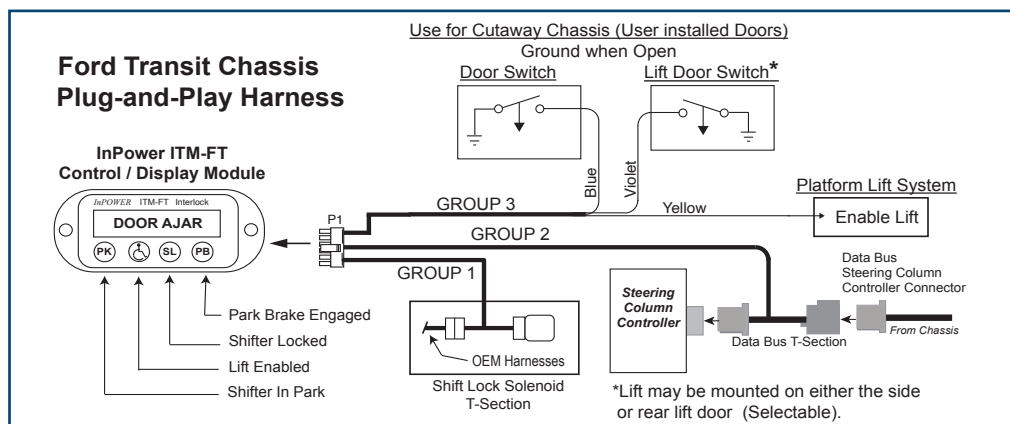 Use for Cutaway Chassis (User installed Doors)
Ground when Open
Ford Transit Chassis
Plug-and-Play Harness
Door Switch
Lift Door Switch*
InPower ITM-FT
Control / Display Module
InPOWER ITM-FT Interlock
DOOR AJAR
PK
SL
PB
P1
GROUP 3
GROUP 2
GROUP 1
Blue
Violet
Yellow
Platform Lift System
Enable Lift
Park Brake Engaged
Shifter Locked
Lift Enabled
Shifter In Park
OEM Harnesses
Shift Lock Solenoid
T-Section
Steering
Column
Controller
Data Bus
Steering Column
Controller Connector
From Chassis
Data Bus T-Section
*Lift may be mounted on either the side
or rear lift door (Selectable).